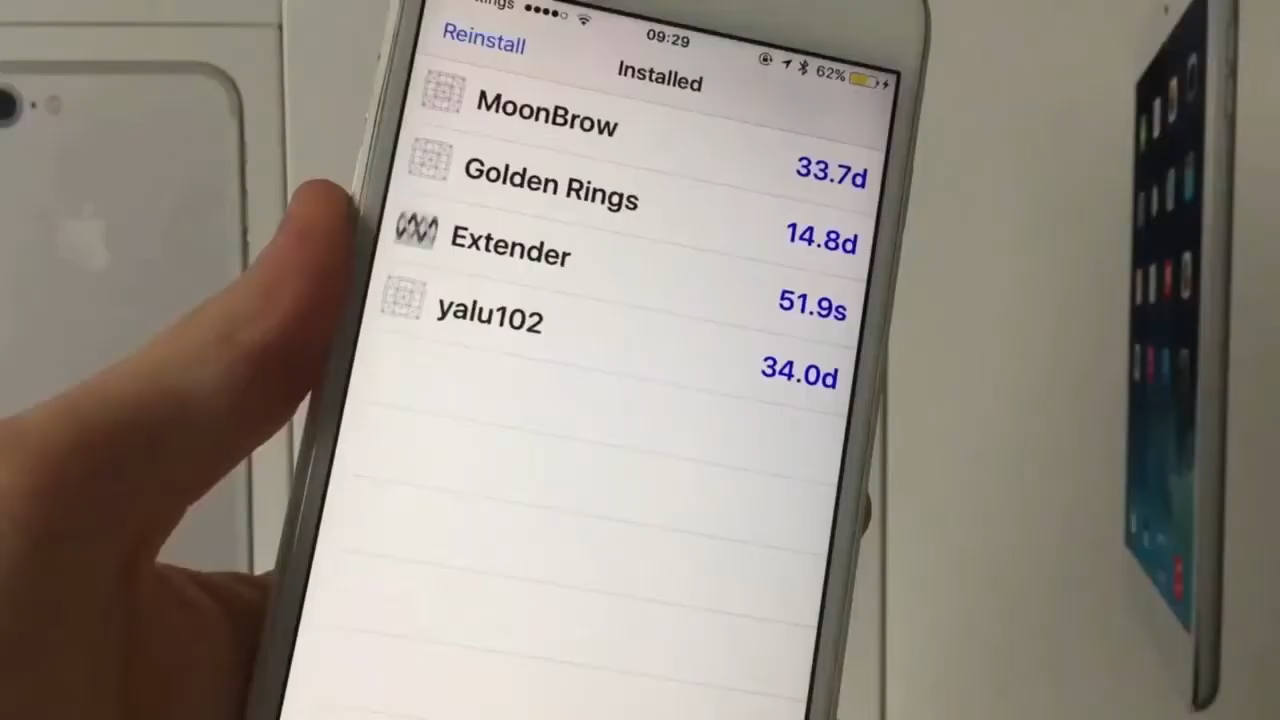 09:29
62%
Reinstall
Installed
MoonBrow
33.7d
Golden Rings
14.8d
Extender
51.9s
yalu102
34.0d